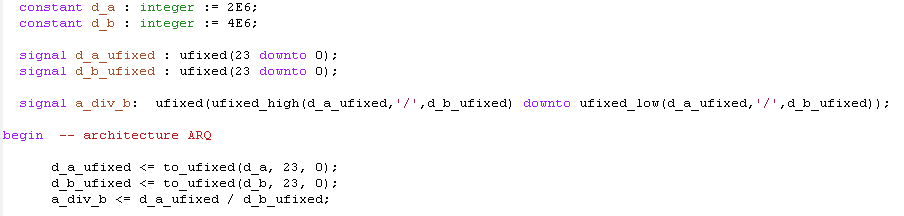 constant d_a : integer := 2E6;
constant d_b : integer := 4E6;
signal d_a_ufixed : ufixed(23 downto 0);
signal d_b_ufixed : ufixed(23 downto 0);
signal a_div_b:  ufixed(ufixed_high(d_a_ufixed,'/',d_b_ufixed) downto ufixed_low(d_a_ufixed,'/',d_b_ufixed));
begin  -- architecture ARQ
d_a_ufixed <= to_ufixed(d_a, 23, 0);
d_b_ufixed <= to_ufixed(d_b, 23, 0);
a_div_b <= d_a_ufixed / d_b_ufixed;